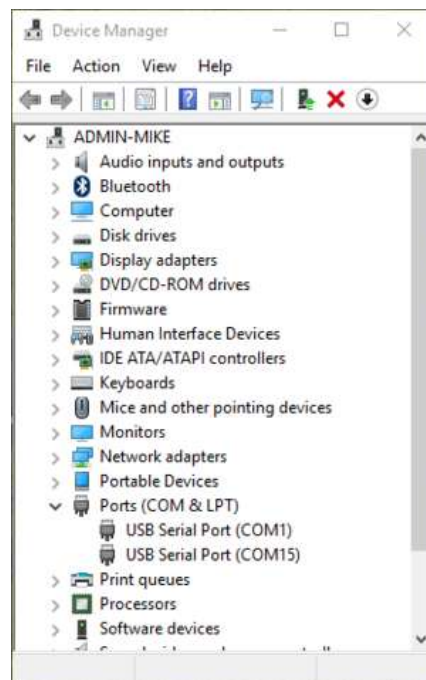 Device Manager
File Action View Help
ADMIN-MIKE
Audio inputs and outputs
Bluetooth
Computer
Disk drives
Display adapters
DVD/CD-ROM drives
Firmware
Human Interface Devices
IDE ATA/ATAPI controllers
Keyboards
Mice and other pointing devices
Monitors
Network adapters
Portable Devices
Ports (COM & LPT)
USB Serial Port (COM1)
USB Serial Port (COM15)
Print queues
Processors
Software devices